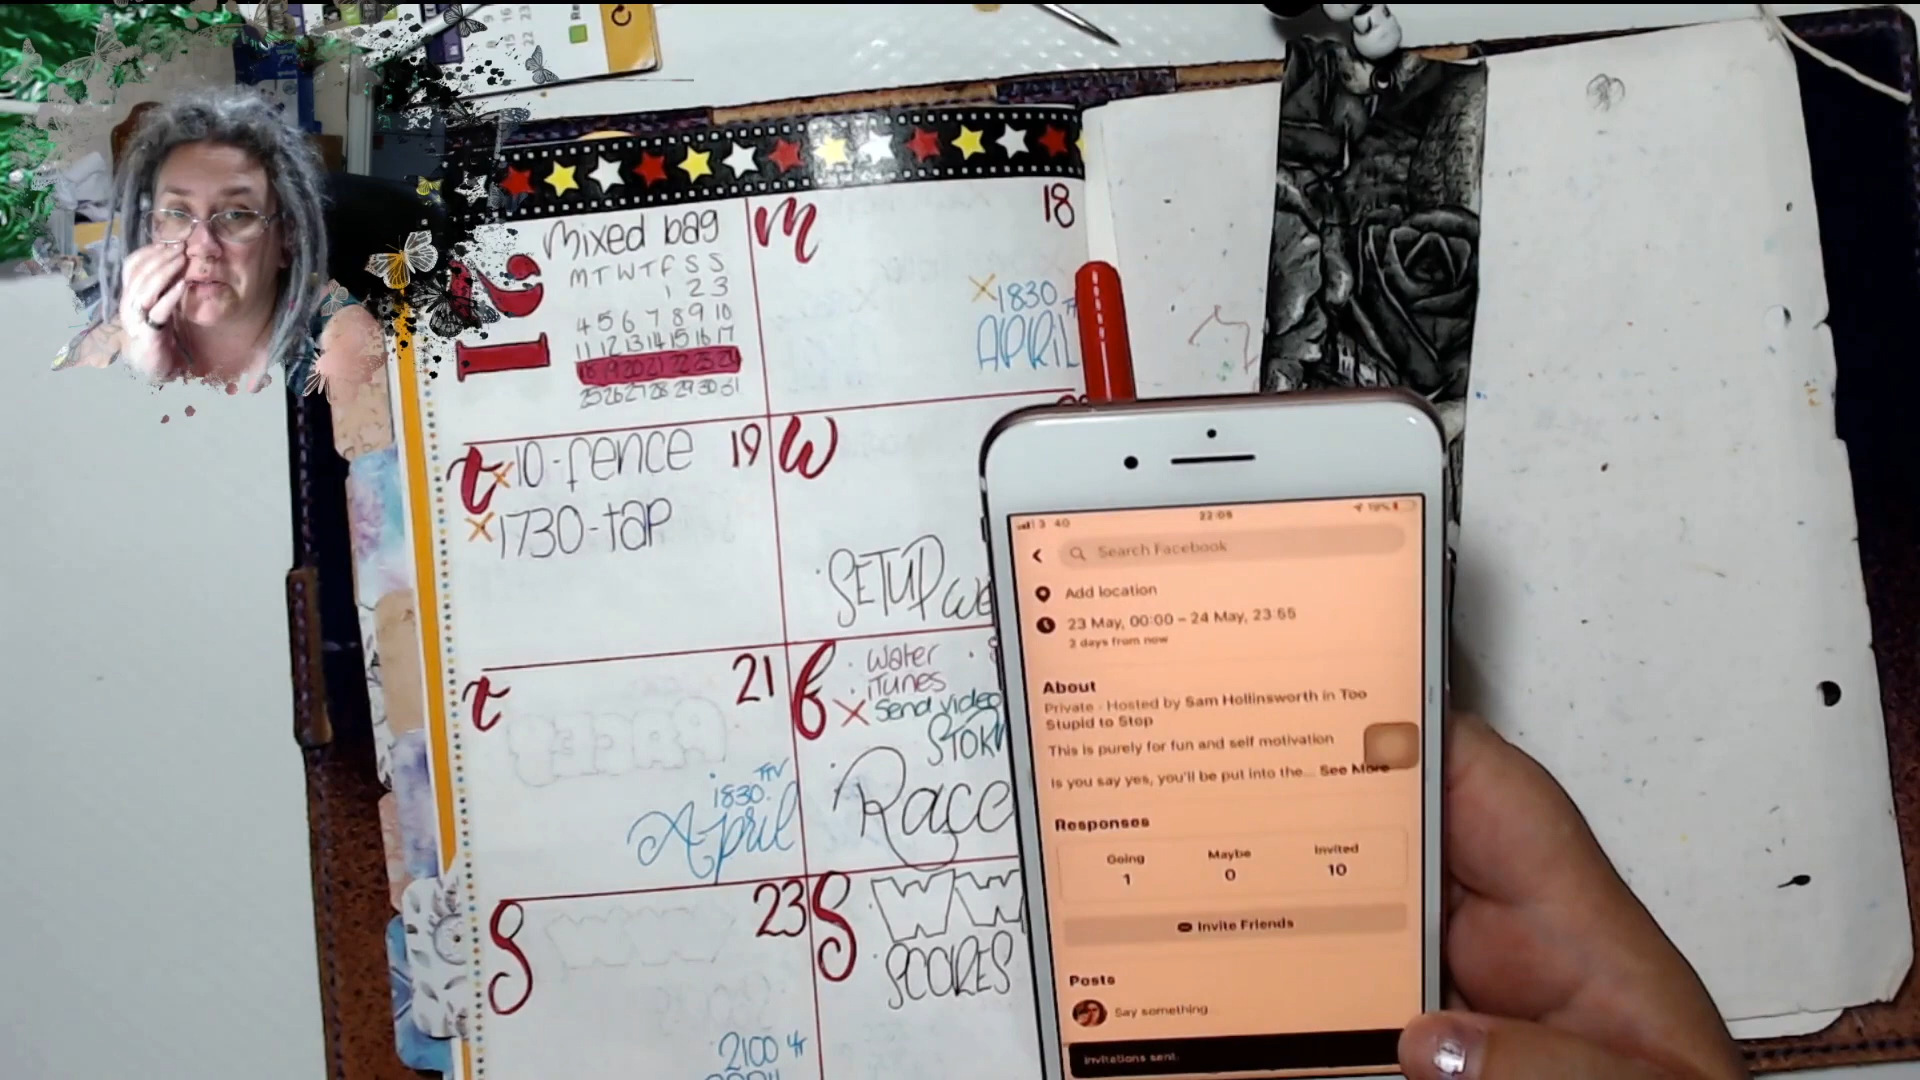 12
Mixed bag
M T W T F S S
1 2 3
4 5 6 7 8 9 10
11 12 13 14 15 16 17
18 19 20 21 22 23 24
25 26 27 28 29 30 31
m 18
x 1830
APRIL
t x 10-fence 19
x 1730-tap
w
SETUP
t 21
1830
April
f
Water
iTunes
x Send video
Race
S 23
2100
S
WW
SCORES
22:05
Search Facebook
Add location
23 May, 00:00 – 24 May, 23:55
About
Private · Hosted by Sam Hollinsworth in Too
Stupid to Stop
This is purely for fun and self motivation
Is you say yes, you'll be put into the... See More
Responses
Going Maybe Invited
1 0 10
Invite Friends
Posts
Say something
Invitations sent.